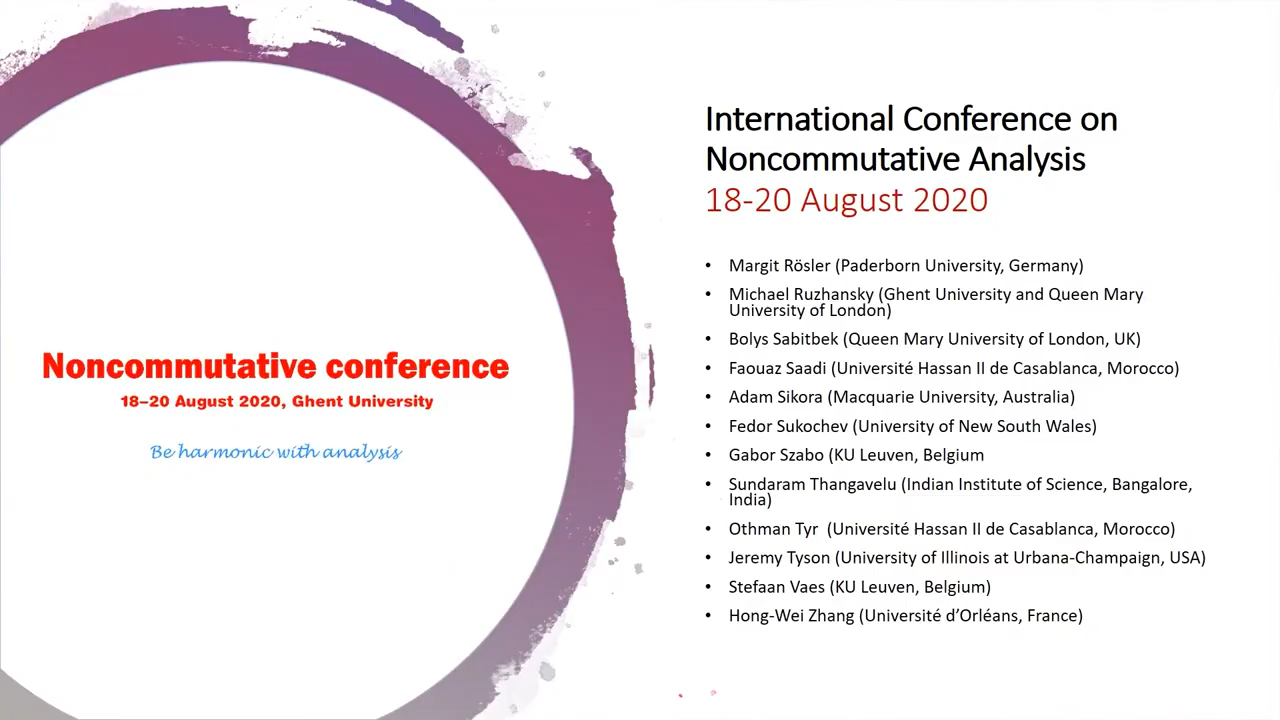 Noncommutative conference
18–20 August 2020, Ghent University
Be harmonic with analysis
International Conference on
Noncommutative Analysis
18-20 August 2020
• Margit Rösler (Paderborn University, Germany)
• Michael Ruzhansky (Ghent University and Queen Mary
University of London)
• Bolys Sabitbek (Queen Mary University of London, UK)
• Faouaz Saadi (Université Hassan II de Casablanca, Morocco)
• Adam Sikora (Macquarie University, Australia)
• Fedor Sukochev (University of New South Wales)
• Gabor Szabo (KU Leuven, Belgium
• Sundaram Thangavelu (Indian Institute of Science, Bangalore,
India)
• Othman Tyr (Université Hassan II de Casablanca, Morocco)
• Jeremy Tyson (University of Illinois at Urbana-Champaign, USA)
• Stefaan Vaes (KU Leuven, Belgium)
• Hong-Wei Zhang (Université d’Orléans, France)